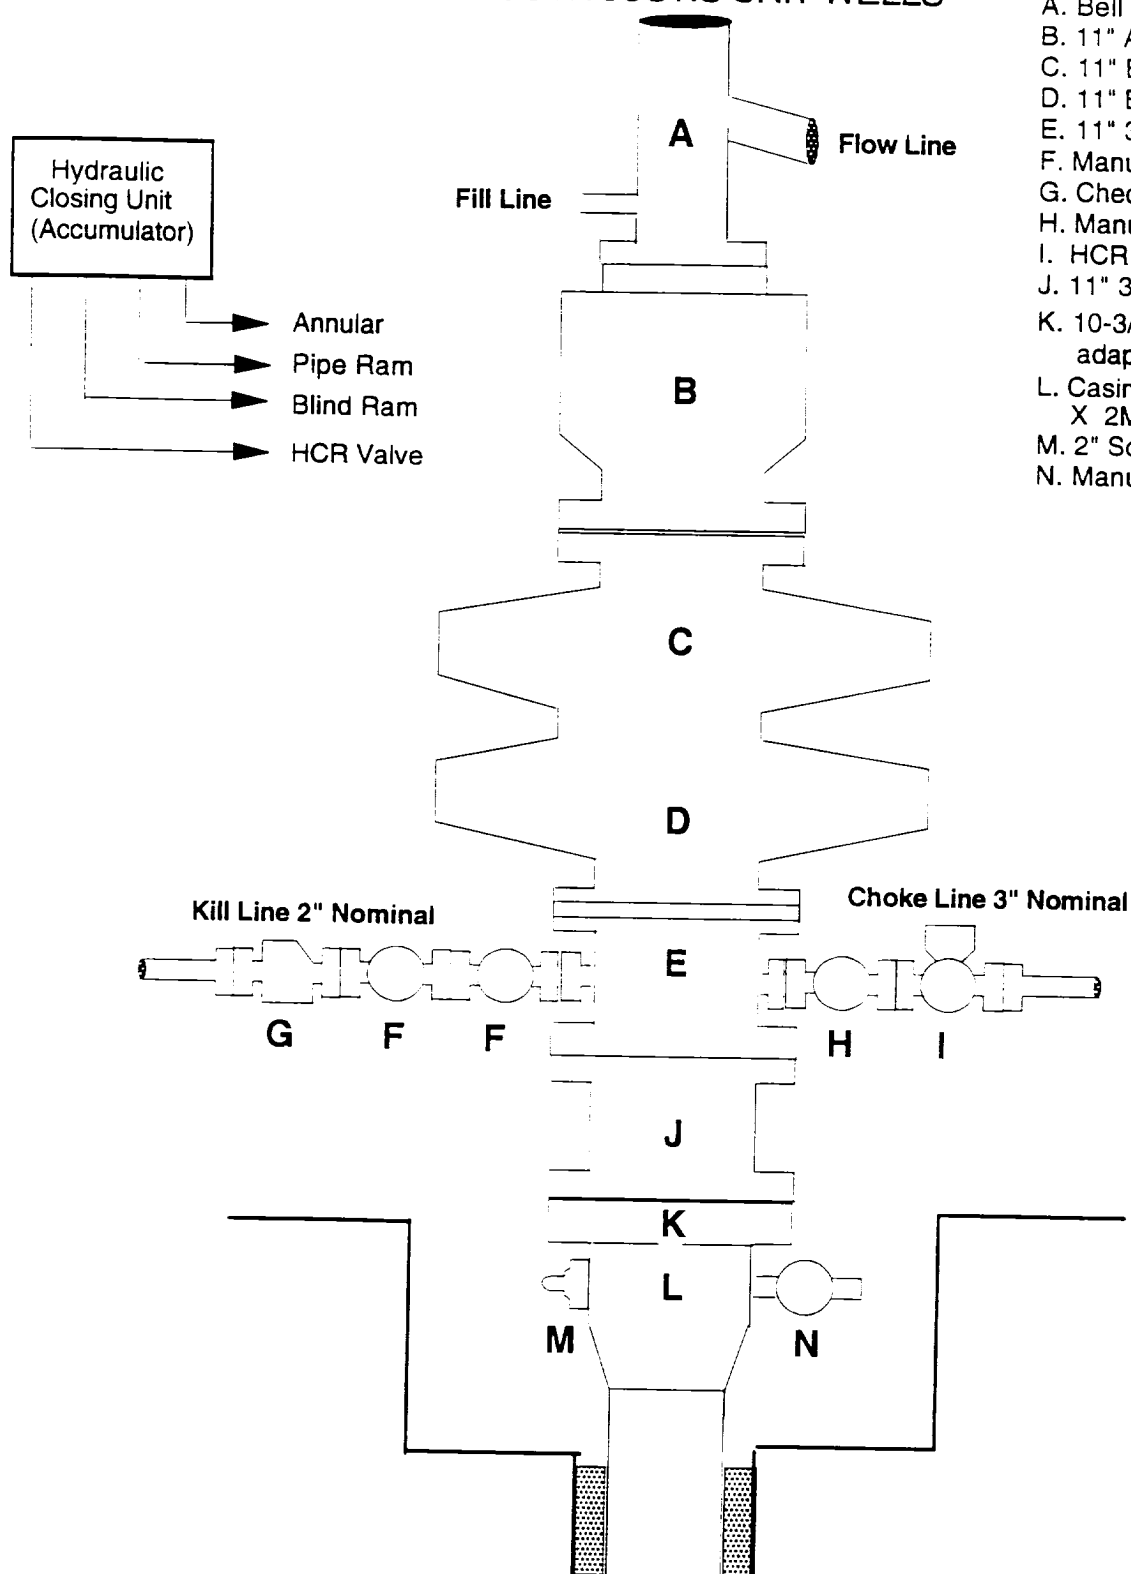 WELLS
A. Bell
B. 11" A
C. 11"
D. 11"
E. 11" 3
F. Manu
G. Chec
H. Manu
I. HCR
J. 11" 3
K. 10-3/
adap
L. Casin
X 2M
M. 2" So
N. Manu
Hydraulic
Closing Unit
(Accumulator)
Annular
Pipe Ram
Blind Ram
HCR Valve
Fill Line
Flow Line
A
B
C
D
Kill Line 2" Nominal
Choke Line 3" Nominal
E
G F F
H I
J
K
L
M
N